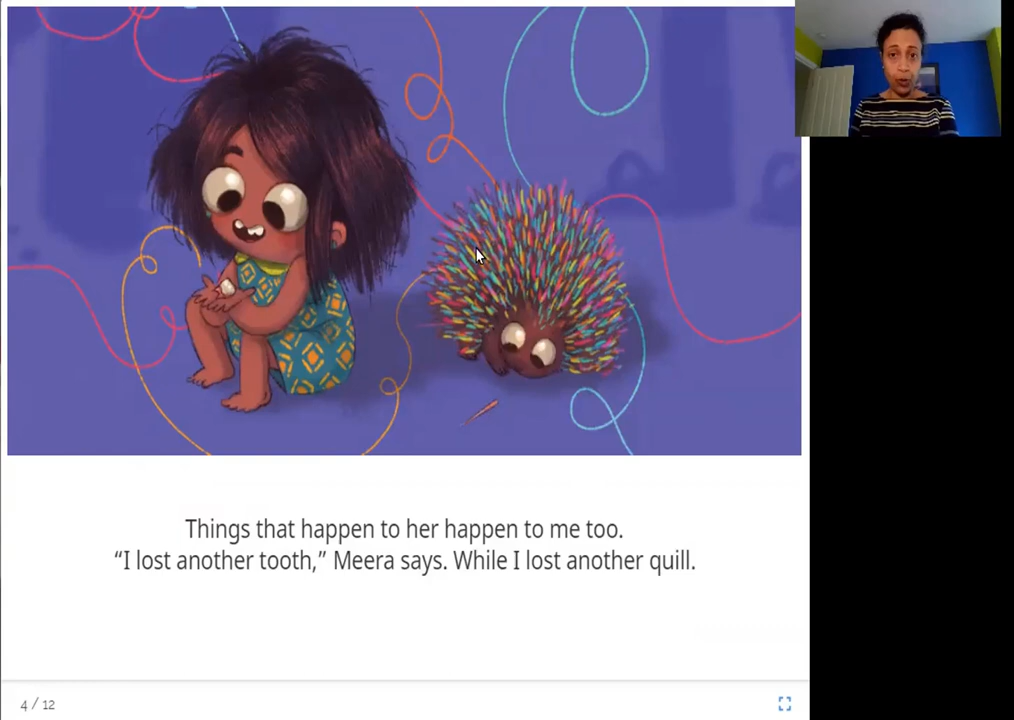 Things that happen to her happen to me too.
“I lost another tooth,” Meera says. While I lost another quill.
4 / 12